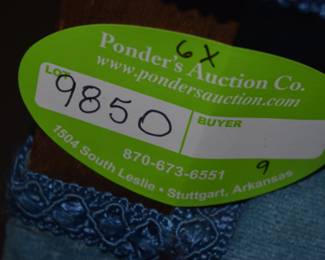 6X
Ponder's Auction Co.
www.pondersauction.com
LOT
9850
BUYER
9
870-673-6551
1504 South Leslie • Stuttgart, Arkansas